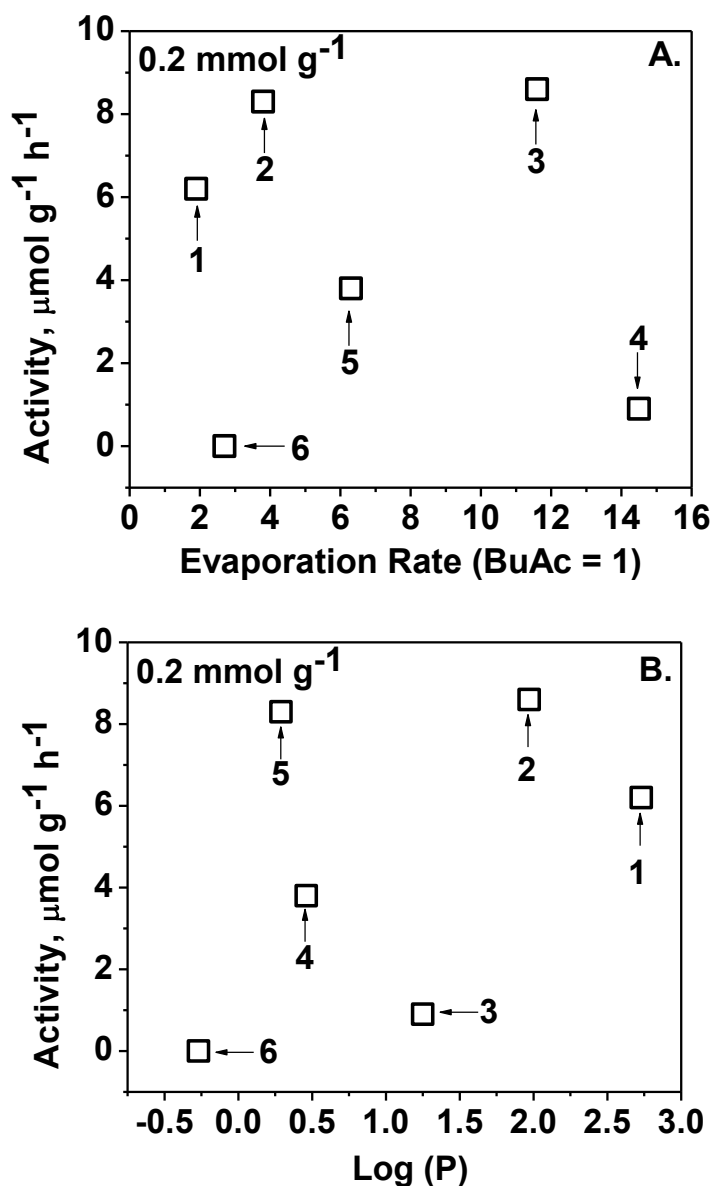 10
0.2 mmol g⁻¹
A.
8
2
3
6
1
4
5
4
2
0
6
0 2 4 6 8 10 12 14 16
Activity, μmol g⁻¹ h⁻¹
Evaporation Rate (BuAc = 1)
10
0.2 mmol g⁻¹
B.
8
5
2
6
1
4
4
2
3
0
6
-0.5 0.0 0.5 1.0 1.5 2.0 2.5 3.0
Activity, μmol g⁻¹ h⁻¹
Log (P)